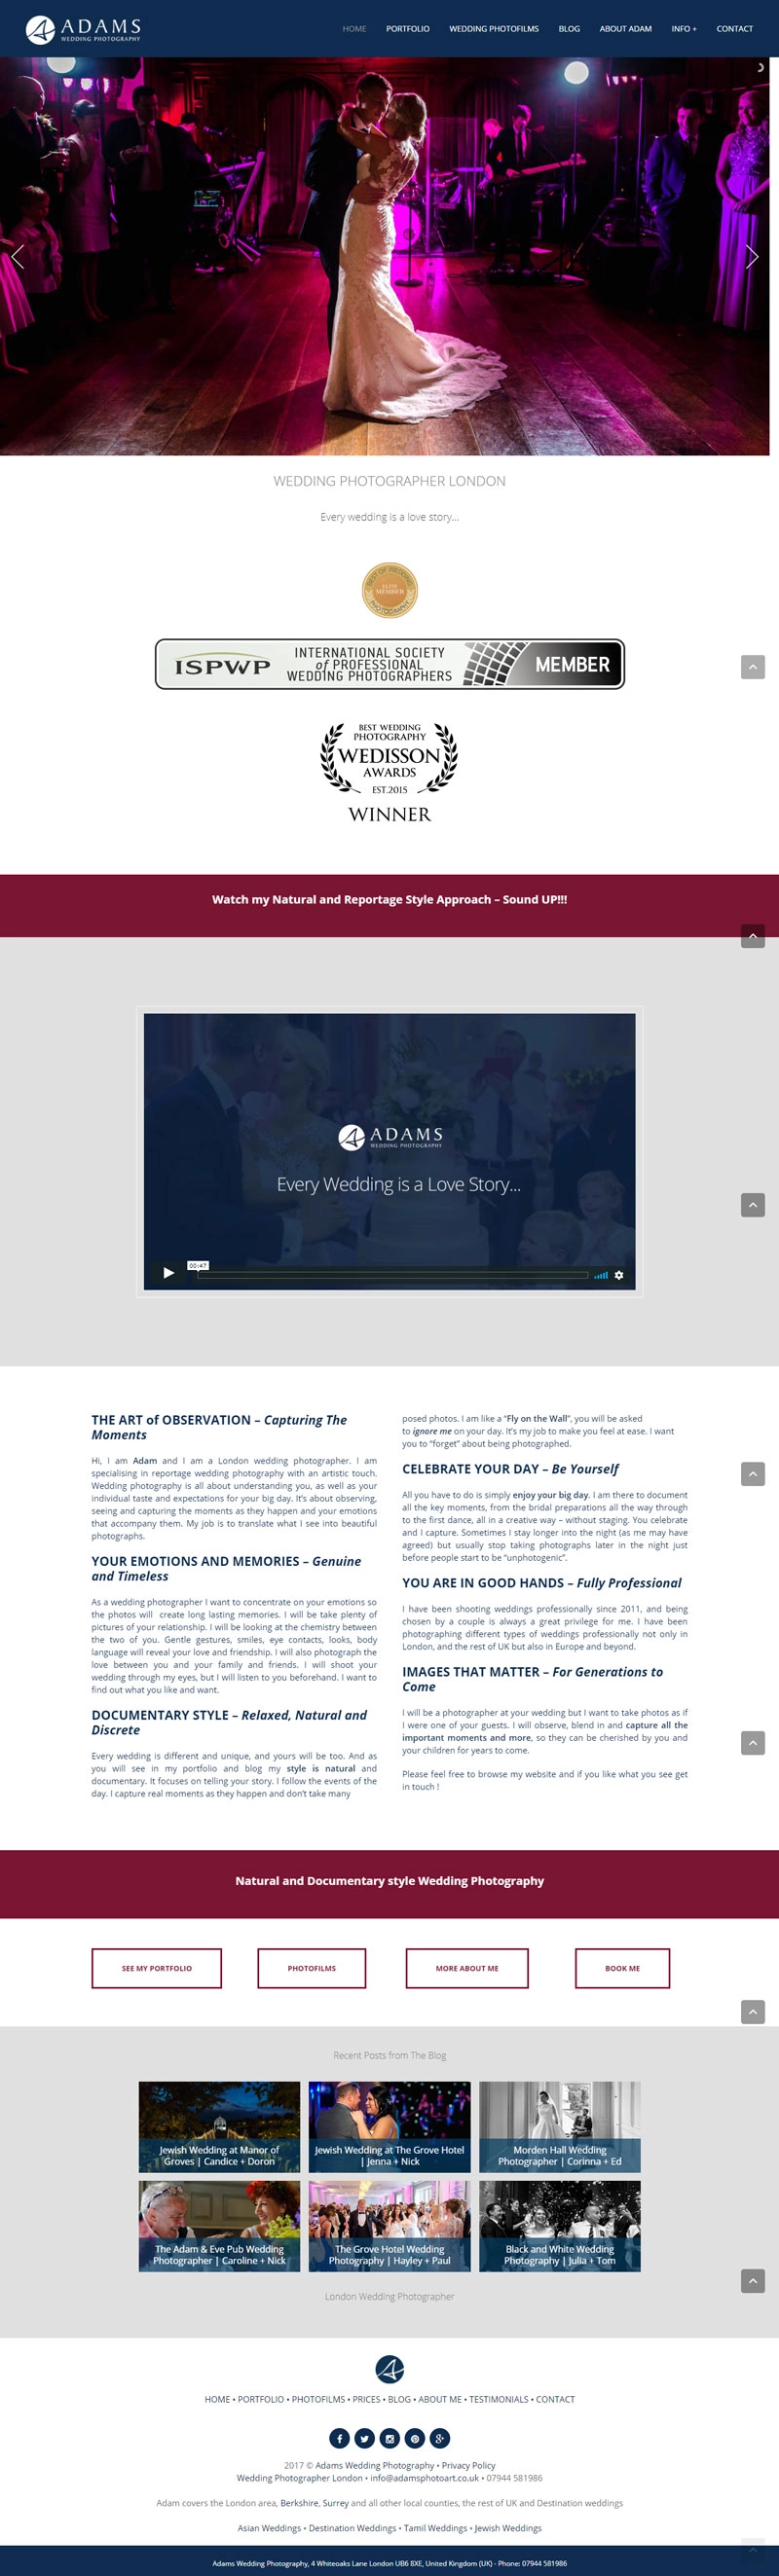 ADAMS
WEDDING PHOTOGRAPHY
HOME PORTFOLIO WEDDING PHOTOFILMS BLOG ABOUT ADAM INFO + CONTACT
WEDDING PHOTOGRAPHER LONDON
Every wedding is a love story...
BEST OF WEDDING
ELITE
MEMBER
PHOTOGRAPHY
ISPWP
INTERNATIONAL SOCIETY
of PROFESSIONAL
WEDDING PHOTOGRAPHERS
MEMBER
BEST WEDDING
PHOTOGRAPHY
WEDISSON
AWARDS
EST.2015
WINNER
Watch my Natural and Reportage Style Approach – Sound UP!!!
ADAMS
WEDDING PHOTOGRAPHY
Every Wedding is a Love Story...
00:47
THE ART of OBSERVATION – Capturing The
Moments
Hi, I am Adam and I am a London wedding photographer. I am
specialising in reportage wedding photography with an artistic touch.
Wedding photography is all about understanding you, as well as your
individual taste and expectations for your big day. It's about observing,
seeing and capturing the moments as they happen and your emotions
that accompany them. My job is to translate what I see into beautiful
photographs.
YOUR EMOTIONS AND MEMORIES – Genuine
and Timeless
As a wedding photographer I want to concentrate on your emotions so
the photos will create long lasting memories. I will be take plenty of
pictures of your relationship. I will be looking at the chemistry between
the two of you. Gentle gestures, smiles, eye contacts, looks, body
language will reveal your love and friendship. I will also photograph the
love between you and your family and friends. I will shoot your
wedding through my eyes, but I will listen to you beforehand. I want to
find out what you like and want.
DOCUMENTARY STYLE – Relaxed, Natural and
Discrete
Every wedding is different and unique, and yours will be too. And as
you will see in my portfolio and blog my style is natural and
documentary. It focuses on telling your story. I follow the events of the
day. I capture real moments as they happen and don't take many
posed photos. I am like a "Fly on the Wall", you will be asked
to ignore me on your day. It's my job to make you feel at ease. I want
you to "forget" about being photographed.
CELEBRATE YOUR DAY – Be Yourself
All you have to do is simply enjoy your big day. I am there to document
all the key moments, from the bridal preparations all the way through
to the first dance, all in a creative way – without staging. You celebrate
and I capture. Sometimes I stay longer into the night (as me may have
agreed) but usually stop taking photographs later in the night just
before people start to be "unphotogenic".
YOU ARE IN GOOD HANDS – Fully Professional
I have been shooting weddings professionally since 2011, and being
chosen by a couple is always a great privilege for me. I have been
photographing different types of weddings professionally not only in
London, and the rest of UK but also in Europe and beyond.
IMAGES THAT MATTER – For Generations to
Come
I will be a photographer at your wedding but I want to take photos as if
I were one of your guests. I will observe, blend in and capture all the
important moments and more, so they can be cherished by you and
your children for years to come.
Please feel free to browse my website and if you like what you see get
in touch !
Natural and Documentary style Wedding Photography
SEE MY PORTFOLIO PHOTOFILMS MORE ABOUT ME BOOK ME
Recent Posts from The Blog
Jewish Wedding at Manor of
Groves | Candice + Doron
Jewish Wedding at The Grove Hotel
| Jenna + Nick
Morden Hall Wedding
Photographer | Corinna + Ed
The Adam & Eve Pub Wedding
Photographer | Caroline + Nick
The Grove Hotel Wedding
Photography | Hayley + Paul
Black and White Wedding
Photography | Julia + Tom
London Wedding Photographer
HOME • PORTFOLIO • PHOTOFILMS • PRICES • BLOG • ABOUT ME • TESTIMONIALS • CONTACT
2017 © Adams Wedding Photography • Privacy Policy
Wedding Photographer London • info@adamsphotoart.co.uk • 07944 581986
Adam covers the London area, Berkshire, Surrey and all other local counties, the rest of UK and Destination weddings
Asian Weddings • Destination Weddings • Tamil Weddings • Jewish Weddings
Adams Wedding Photography, 4 Whiteoaks Lane London UB6 8XE, United Kingdom (UK) - Phone: 07944 581986